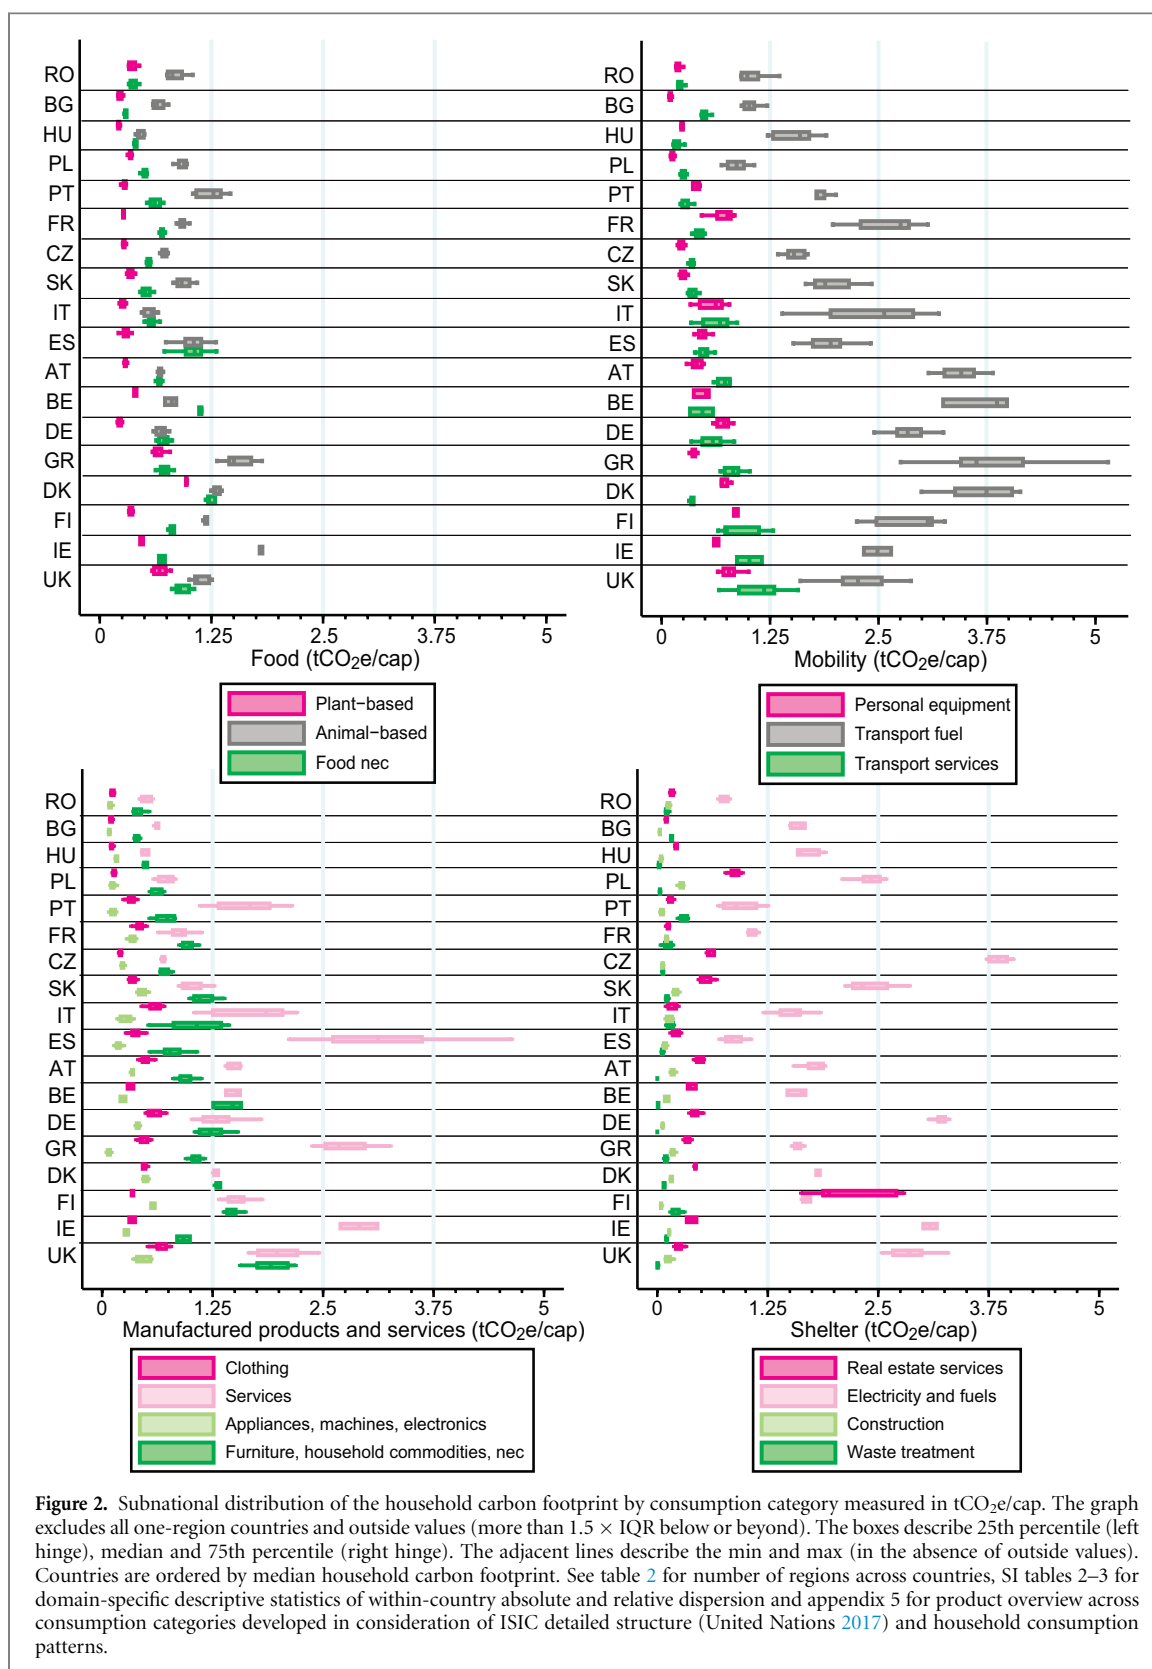 RO
BG
HU
PL
PT
FR
CZ
SK
IT
ES
AT
BE
DE
GR
DK
FI
IE
UK
0 1.25 2.5 3.75 5
Food (tCO2e/cap)
Plant−based
Animal−based
Food nec
RO
BG
HU
PL
PT
FR
CZ
SK
IT
ES
AT
BE
DE
GR
DK
FI
IE
UK
0 1.25 2.5 3.75 5
Mobility (tCO2e/cap)
Personal equipment
Transport fuel
Transport services
RO
BG
HU
PL
PT
FR
CZ
SK
IT
ES
AT
BE
DE
GR
DK
FI
IE
UK
0 1.25 2.5 3.75 5
Manufactured products and services (tCO2e/cap)
Clothing
Services
Appliances, machines, electronics
Furniture, household commodities, nec
RO
BG
HU
PL
PT
FR
CZ
SK
IT
ES
AT
BE
DE
GR
DK
FI
IE
UK
0 1.25 2.5 3.75 5
Shelter (tCO2e/cap)
Real estate services
Electricity and fuels
Construction
Waste treatment
Figure 2. Subnational distribution of the household carbon footprint by consumption category measured in tCO2e/cap. The graph
excludes all one-region countries and outside values (more than 1.5 × IQR below or beyond). The boxes describe 25th percentile (left
hinge), median and 75th percentile (right hinge). The adjacent lines describe the min and max (in the absence of outside values).
Countries are ordered by median household carbon footprint. See table 2 for number of regions across countries, SI tables 2–3 for
domain-specific descriptive statistics of within-country absolute and relative dispersion and appendix 5 for product overview across
consumption categories developed in consideration of ISIC detailed structure (United Nations 2017) and household consumption
patterns.